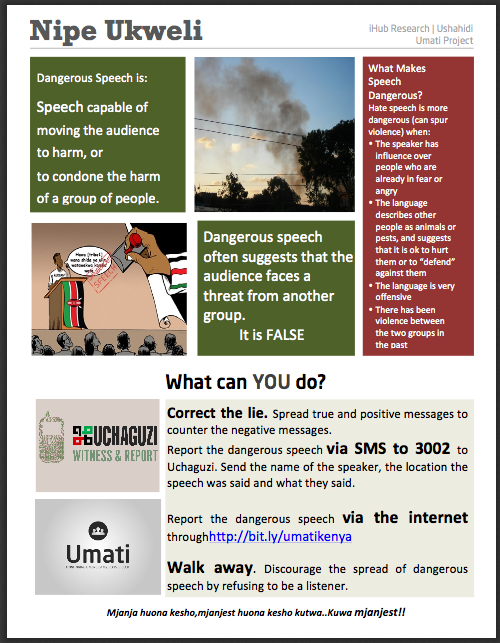 Nipe Ukweli
iHub Research | Ushahidi
Umati Project
Dangerous Speech is:
Speech capable of
moving the audience
to harm, or
to condone the harm
of a group of people.
What Makes
Speech
Dangerous?
Hate speech is more
dangerous (can spur
violence) when:
• The speaker has
influence over
people who are
already in fear or
angry
• The language
describes other
people as animals or
pests, and suggests
that it is ok to hurt
them or to “defend”
against them
• The language is very
offensive
• There has been
violence between
the two groups in
the past
Dangerous speech
often suggests that the
audience faces a
threat from another
group.
It is FALSE
What can YOU do?
UCHAGUZI
WITNESS & REPORT
Correct the lie. Spread true and positive messages to
counter the negative messages.
Report the dangerous speech via SMS to 3002 to
Uchaguzi. Send the name of the speaker, the location the
speech was said and what they said.
Umati
Report the dangerous speech via the internet
throughhttp://bit.ly/umatikenya
Walk away. Discourage the spread of dangerous
speech by refusing to be a listener.
Mjanja huona kesho,mjanjest huona kesho kutwa..Kuwa mjanjest!!